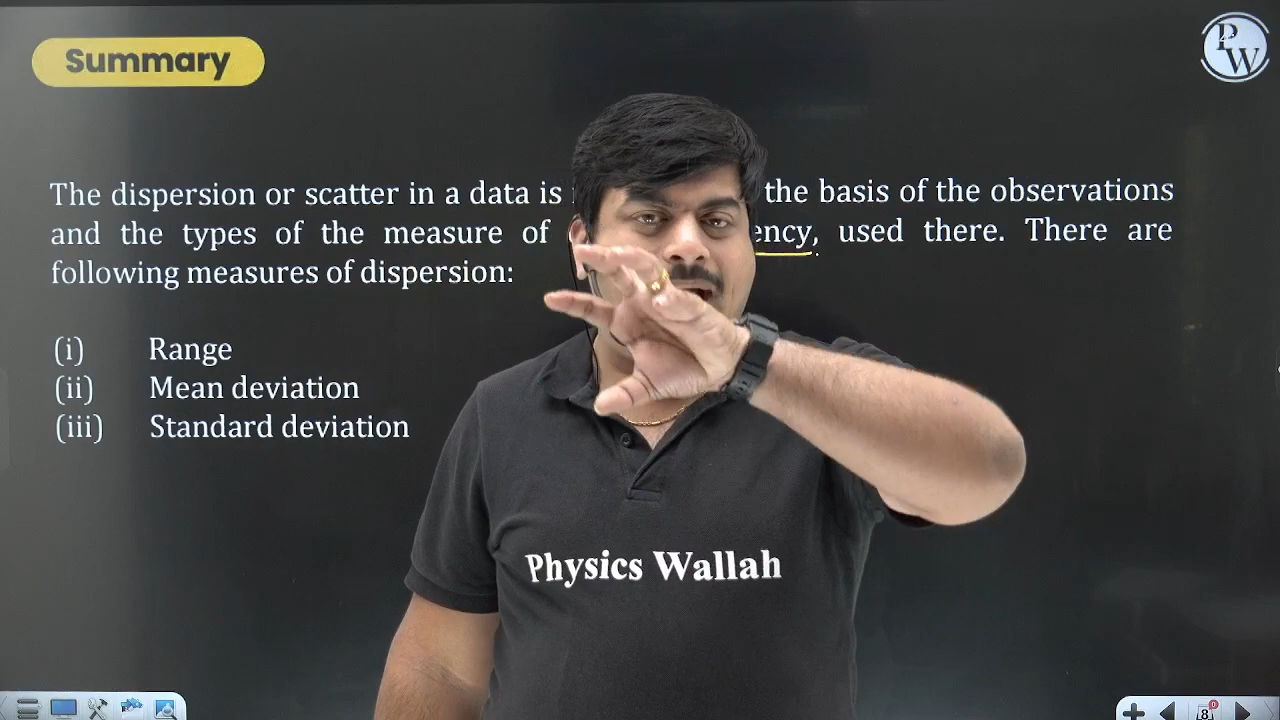 Summary
PW
The dispersion or scatter in a data is the basis of the observations
and the types of the measure of ency, used there. There are
following measures of dispersion:
(i) Range
(ii) Mean deviation
(iii) Standard deviation
Physics Wallah
8